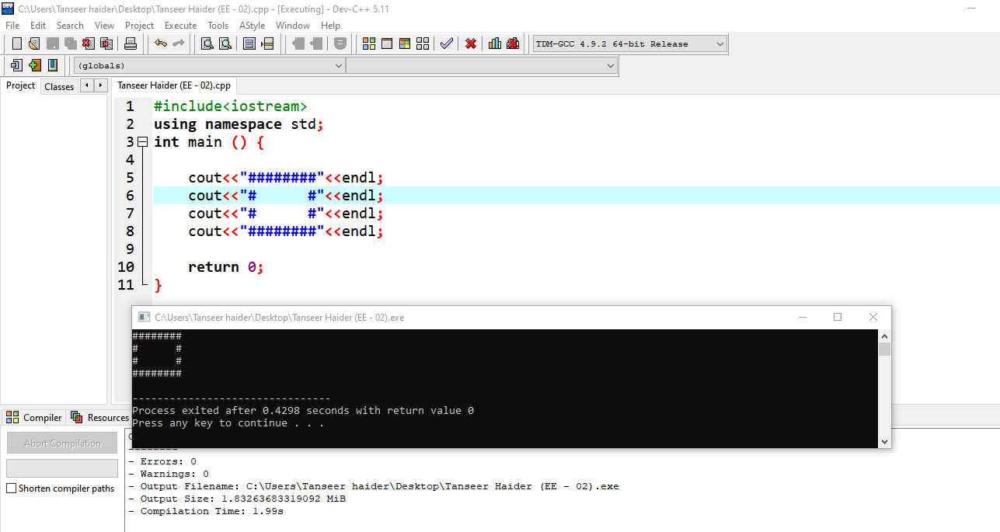 C:\Users\Tanseer haider\Desktop\Tanseer Haider (EE - 02).cpp - [Executing] - Dev-C++ 5.11
File Edit Search View Project Execute Tools AStyle Window Help
TDM-GCC 4.9.2 64-bit Release
(globals)
Project Classes Tanseer Haider (EE - 02).cpp
1 #include<iostream>
2 using namespace std;
3 int main () {
4
5     cout<<"########"<<endl;
6     cout<<"#      #"<<endl;
7     cout<<"#      #"<<endl;
8     cout<<"########"<<endl;
9
10     return 0;
11 }
C:\Users\Tanseer haider\Desktop\Tanseer Haider (EE - 02).exe
########
#      #
#      #
########
--------------------------------
Process exited after 0.4298 seconds with return value 0
Press any key to continue . . .
Compiler Resources
Abort Compilation
Shorten compiler paths
--------
- Errors: 0
- Warnings: 0
- Output Filename: C:\Users\Tanseer haider\Desktop\Tanseer Haider (EE - 02).exe
- Output Size: 1.83263683319092 MiB
- Compilation Time: 1.99s